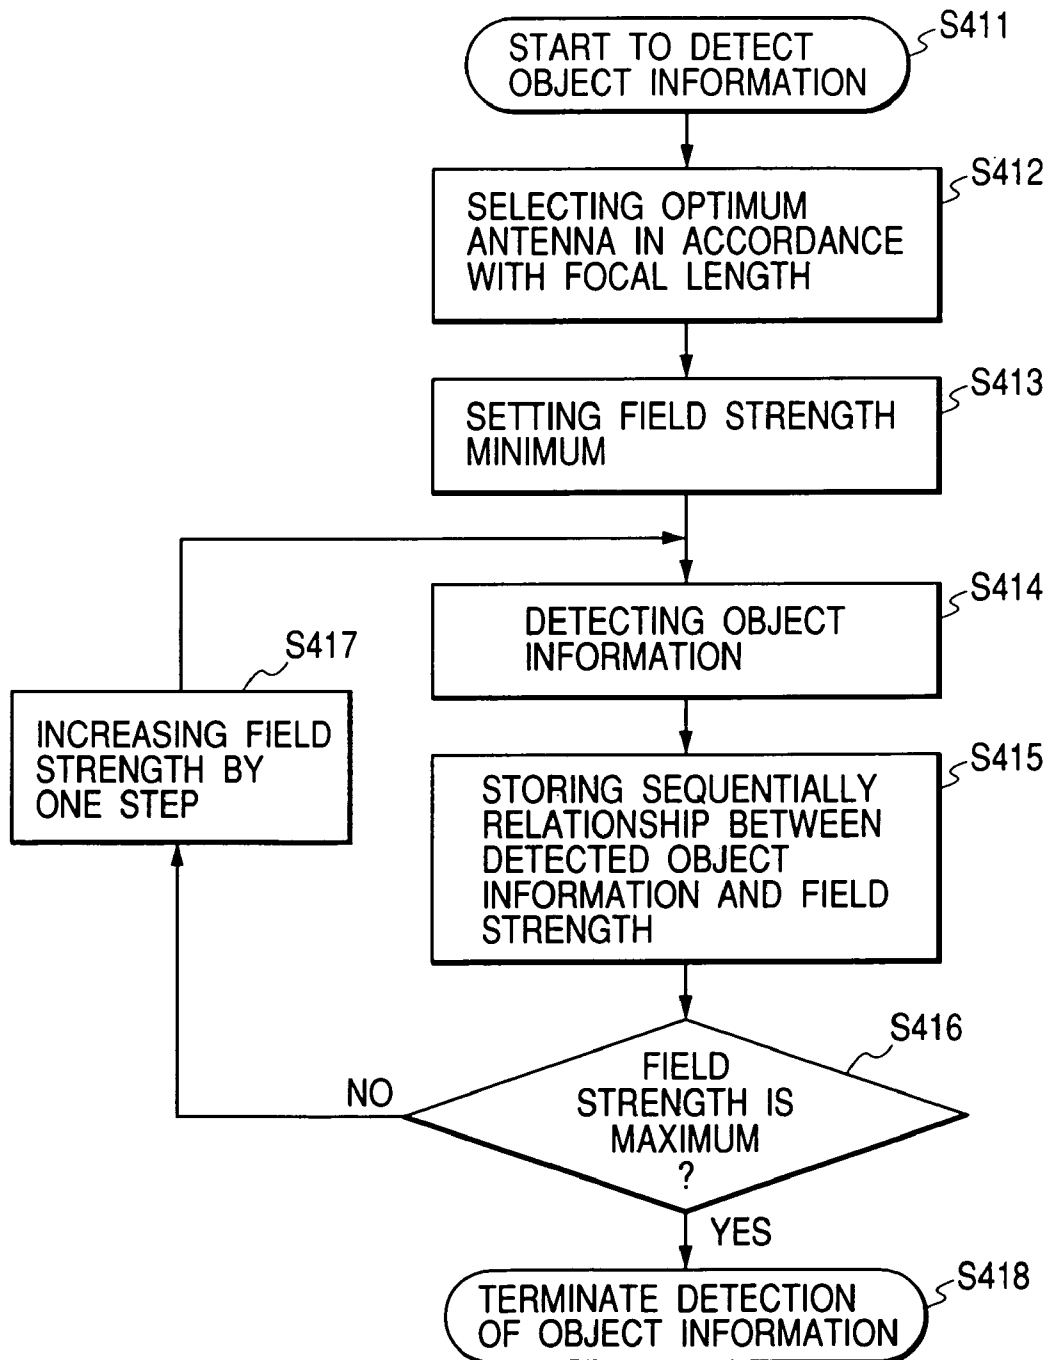 START TO DETECT
OBJECT INFORMATION
S411
SELECTING OPTIMUM
ANTENNA IN ACCORDANCE
WITH FOCAL LENGTH
S412
SETTING FIELD STRENGTH
MINIMUM
S413
DETECTING OBJECT
INFORMATION
S414
S417
INCREASING FIELD
STRENGTH BY
ONE STEP
STORING SEQUENTIALLY
RELATIONSHIP BETWEEN
DETECTED OBJECT
INFORMATION AND FIELD
STRENGTH
S415
S416
FIELD
STRENGTH IS
MAXIMUM
?
NO
YES
TERMINATE DETECTION
OF OBJECT INFORMATION
S418